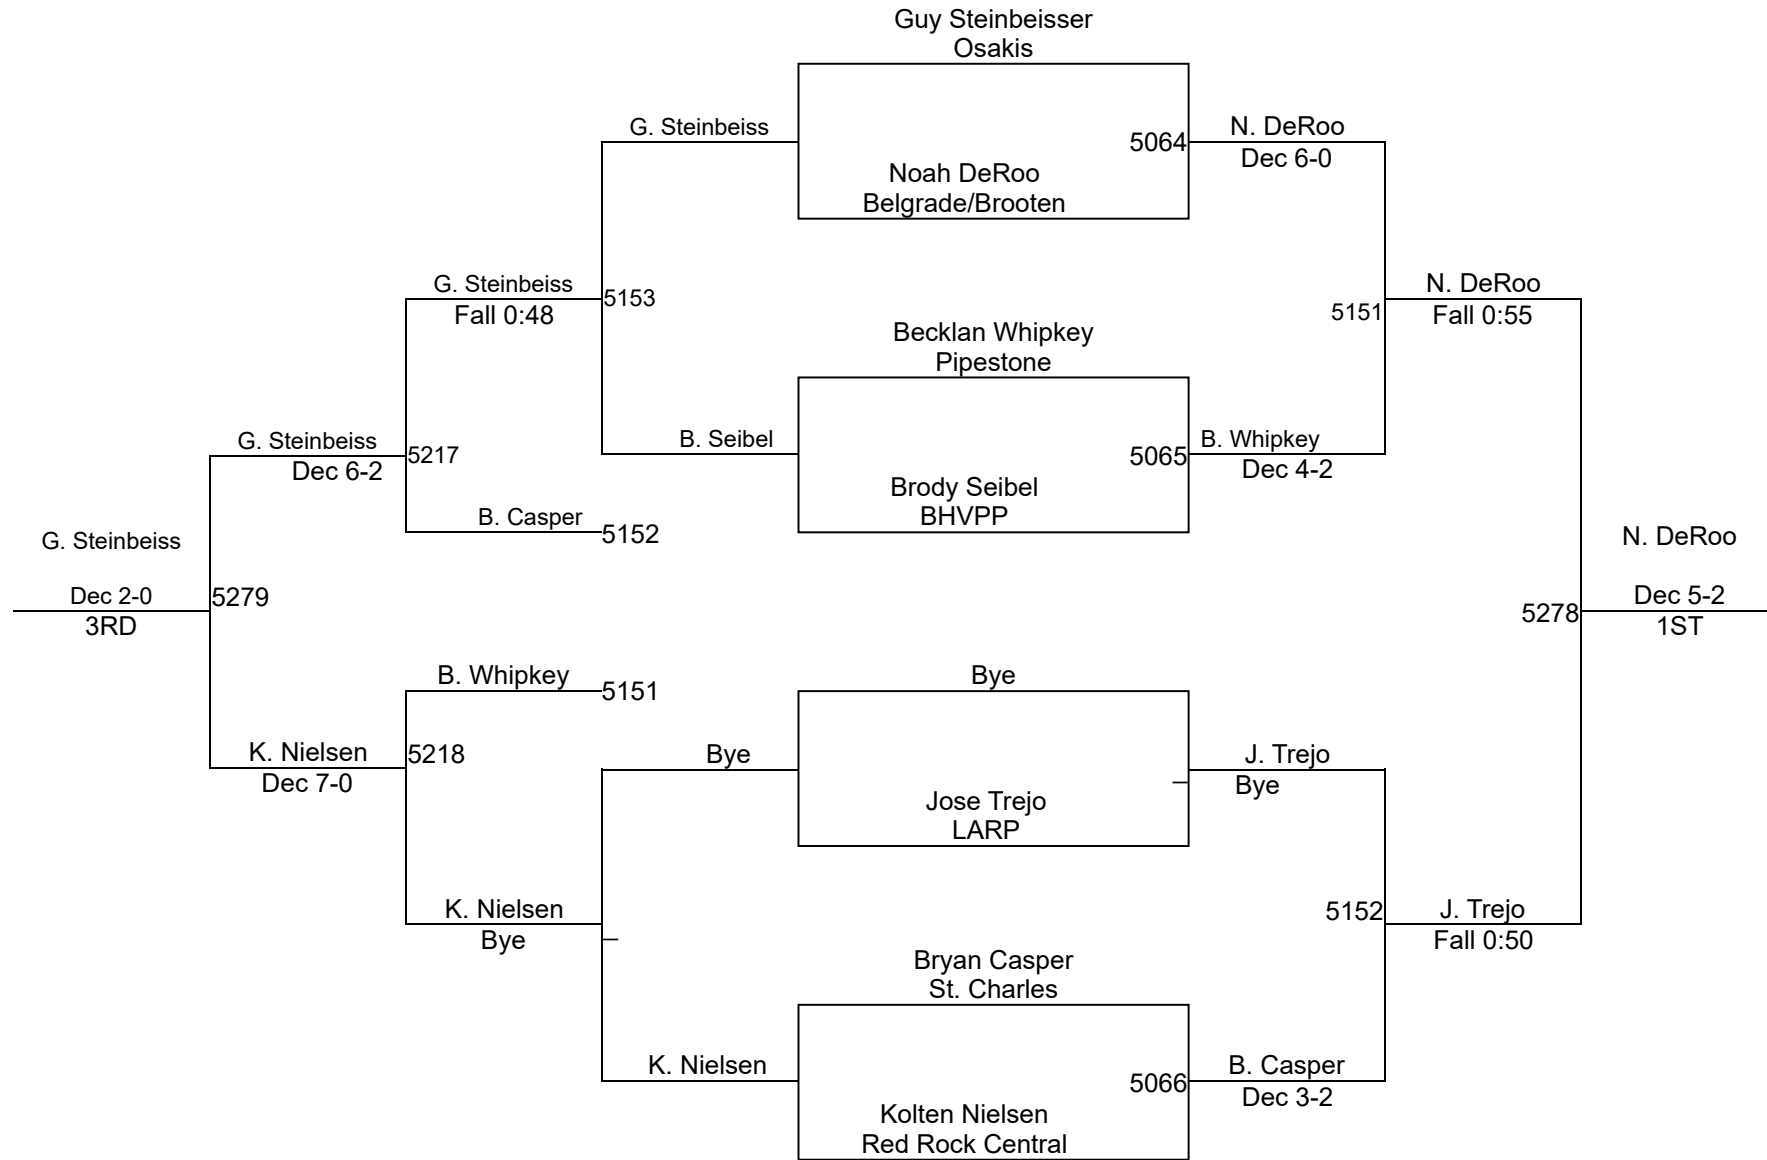 Guy Steinbeisser
Osakis
G. Steinbeiss
5064
N. DeRoo
Dec 6-0
Noah DeRoo
Belgrade/Brooten
G. Steinbeiss
Fall 0:48
5153
N. DeRoo
Fall 0:55
5151
Becklan Whipkey
Pipestone
G. Steinbeiss
Dec 6-2
5217
B. Seibel
5065
B. Whipkey
Dec 4-2
Brody Seibel
BHVPP
B. Casper
5152
G. Steinbeiss
Dec 2-0
3RD
5279
N. DeRoo
5278
Dec 5-2
1ST
B. Whipkey
5151
Bye
K. Nielsen
Dec 7-0
5218
Bye
J. Trejo
Bye
Jose Trejo
LARP
K. Nielsen
Bye
5152
J. Trejo
Fall 0:50
Bryan Casper
St. Charles
K. Nielsen
5066
B. Casper
Dec 3-2
Kolten Nielsen
Red Rock Central